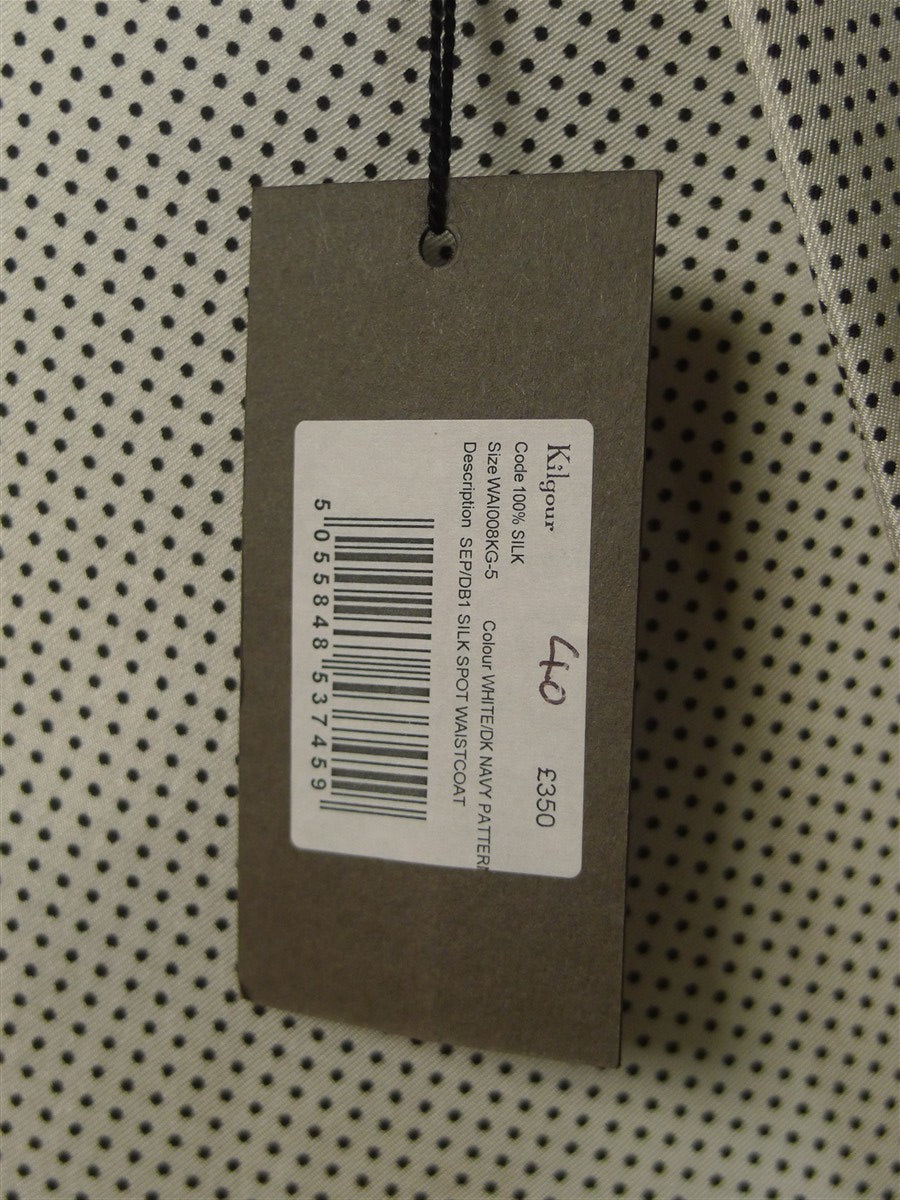 Kilgour 40 £350
Code 100% SILK
Size WAI008KG-5 Colour WHITE/DK NAVY PATTERN
Description SEP/DB1 SILK SPOT WAISTCOAT
5 055848 537459